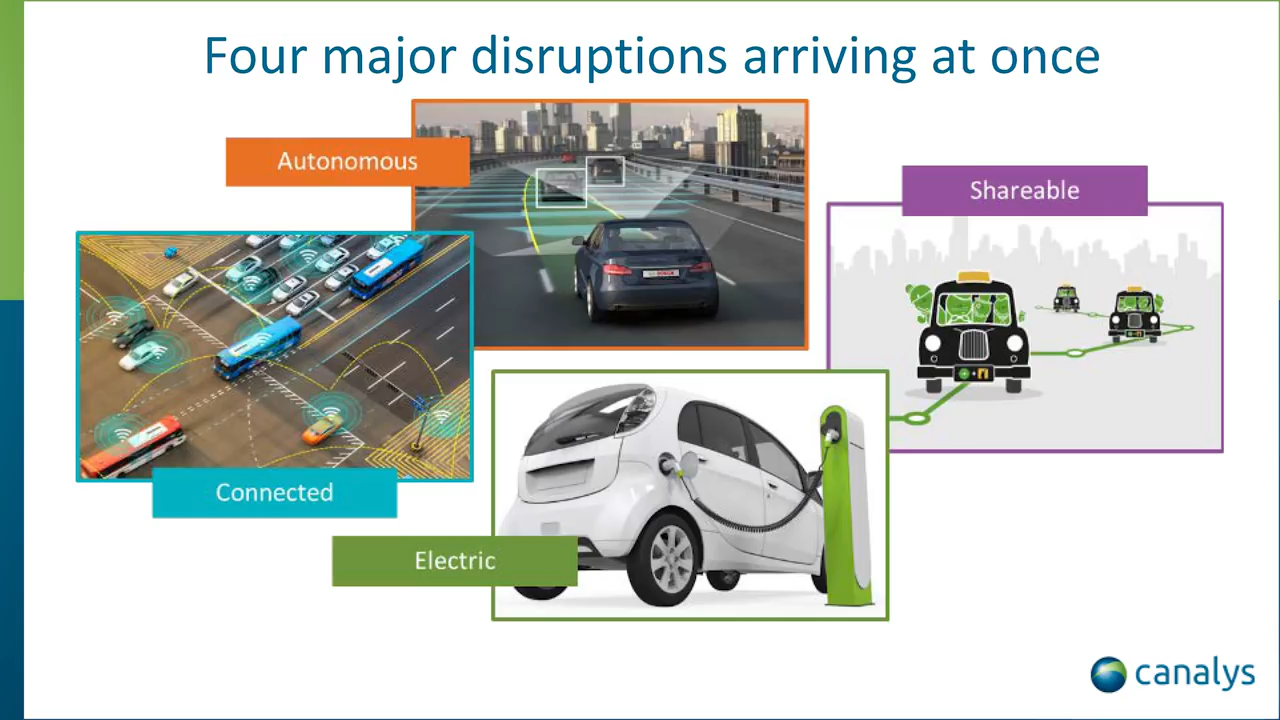 Four major disruptions arriving at once
Autonomous
Shareable
Connected
Electric
canalys